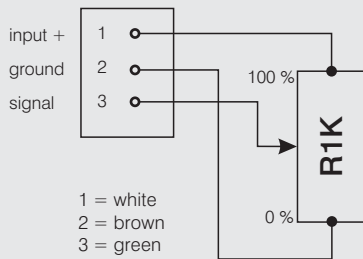 input + 1
ground 2
signal 3
100 %
R1K
0 %
1 = white
2 = brown
3 = green